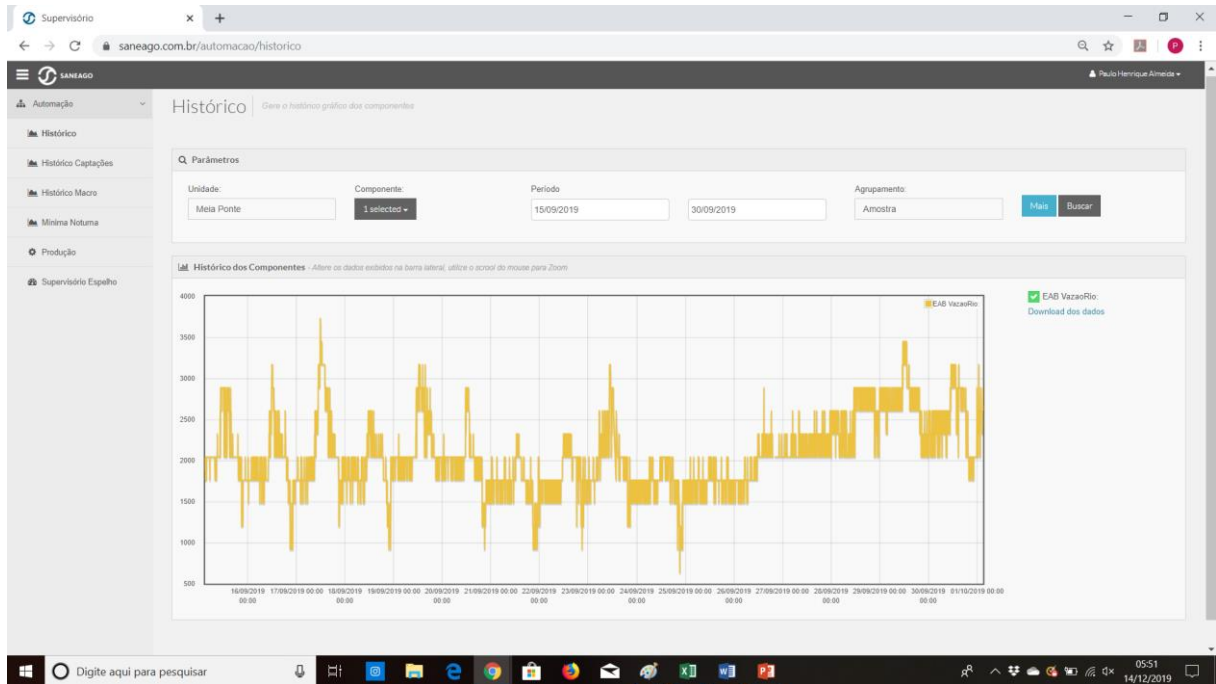 Supervisório
saneago.com.br/automacao/historico
P
SANEAGO
Paulo Henrique Almeida
Automação
Histórico
Histórico Captações
Histórico Macro
Mínima Noturna
Produção
Supervisório Espelho
Histórico
Gere o histórico gráfico dos componentes
Parâmetros
Unidade:
Componente:
Período
Agrupamento:
Meia Ponte
1 selected
15/09/2019
30/09/2019
Amostra
Mais
Buscar
Histórico dos Componentes - Altere os dados exibidos na barra lateral, utilize o scrool do mouse para Zoom
4000
3500
3000
2500
2000
1500
1000
500
EAB VazaoRio
EAB VazaoRio:
Download dos dados
16/09/2019 00:00
17/09/2019 00:00
18/09/2019 00:00
19/09/2019 00:00
20/09/2019 00:00
21/09/2019 00:00
22/09/2019 00:00
23/09/2019 00:00
24/09/2019 00:00
25/09/2019 00:00
26/09/2019 00:00
27/09/2019 00:00
28/09/2019 00:00
29/09/2019 00:00
30/09/2019 00:00
01/10/2019 00:00
Digite aqui para pesquisar
05:51
14/12/2019